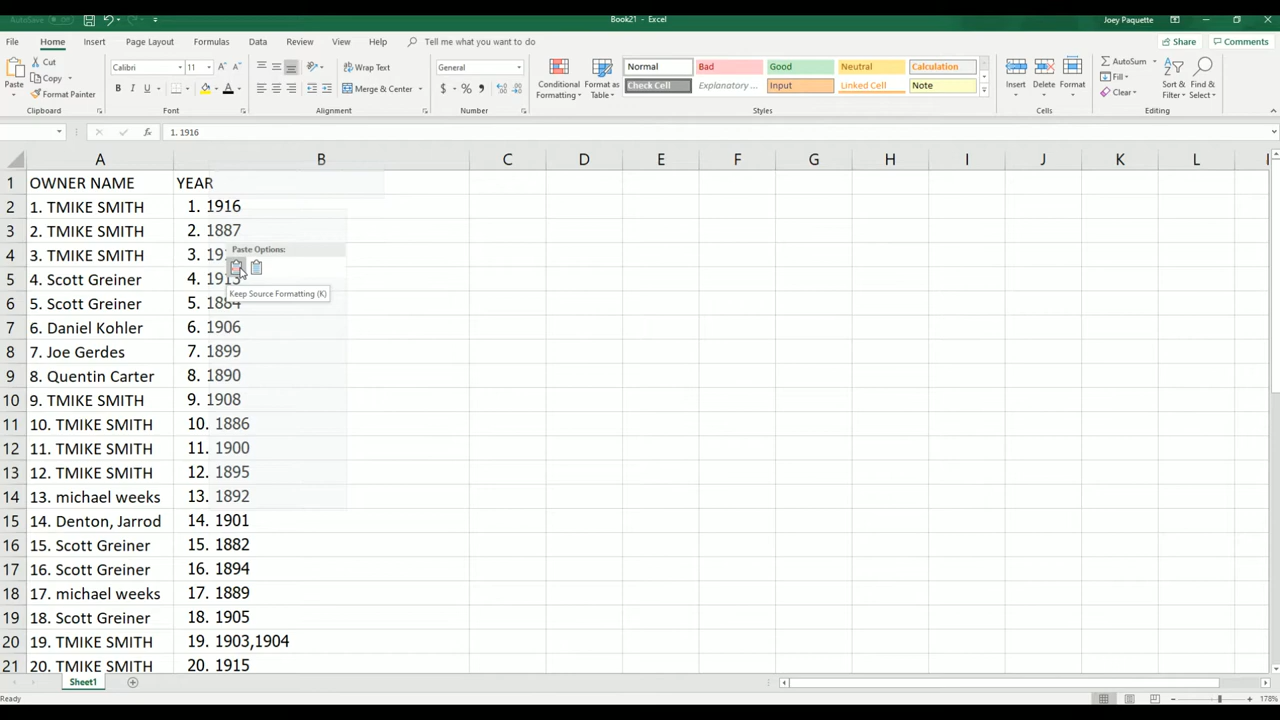 AutoSave Off Book21 - Excel Joey Paquette
File Home Insert Page Layout Formulas Data Review View Help Tell me what you want to do Share Comments
Paste Cut Copy Format Painter
Calibri 11 A A
B I U A
Wrap Text
Merge & Center
General
$ % 9
Conditional Formatting Format as Table
Normal Bad Good Neutral Calculation
Check Cell Explanatory ... Input Linked Cell Note
Insert Delete Format
AutoSum Fill Clear
Sort & Filter Find & Select
Clipboard Font Alignment Number Styles Cells Editing
fx 1. 1916
A B C D E F G H I J K L
1 OWNER NAME YEAR
2 1. TMIKE SMITH 1. 1916
3 2. TMIKE SMITH 2. 1887
4 3. TMIKE SMITH 3.
Paste Options:
5 4. Scott Greiner 4. 1913
Keep Source Formatting (K)
6 5. Scott Greiner 5. 1884
7 6. Daniel Kohler 6. 1906
8 7. Joe Gerdes 7. 1899
9 8. Quentin Carter 8. 1890
10 9. TMIKE SMITH 9. 1908
11 10. TMIKE SMITH 10. 1886
12 11. TMIKE SMITH 11. 1900
13 12. TMIKE SMITH 12. 1895
14 13. michael weeks 13. 1892
15 14. Denton, Jarrod 14. 1901
16 15. Scott Greiner 15. 1882
17 16. Scott Greiner 16. 1894
18 17. michael weeks 17. 1889
19 18. Scott Greiner 18. 1905
20 19. TMIKE SMITH 19. 1903,1904
21 20. TMIKE SMITH 20. 1915
Sheet1
Ready 178%